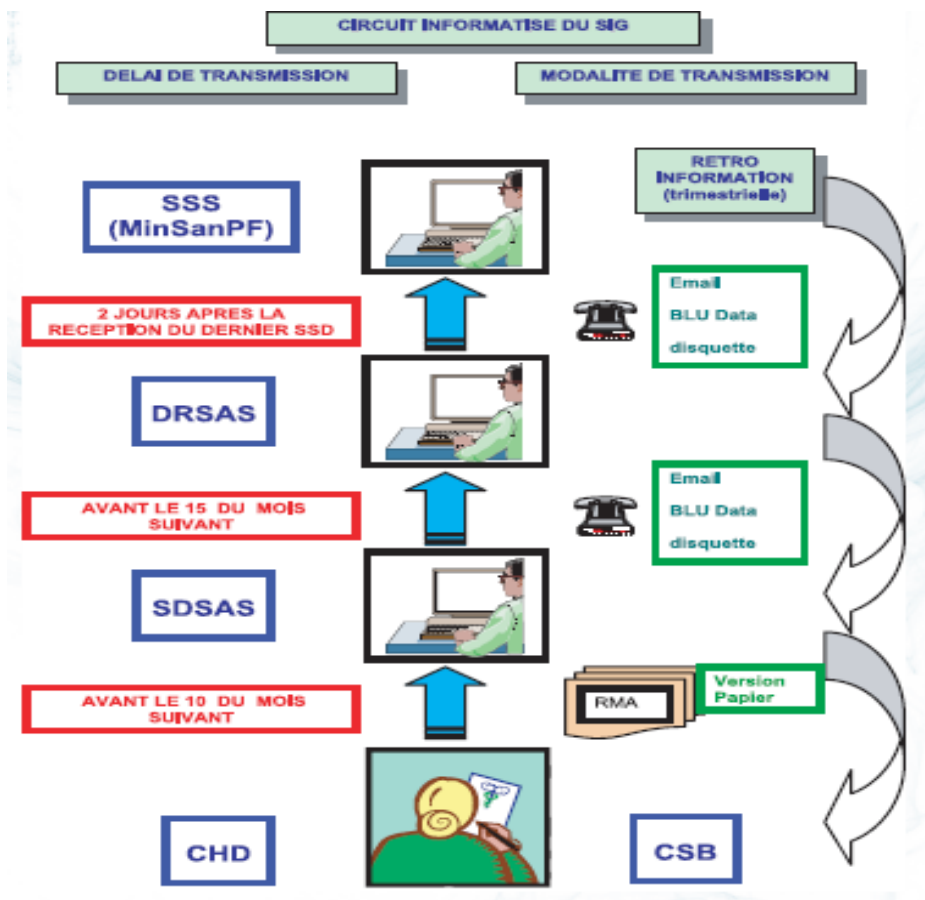 CIRCUIT INFORMATISE DU SIG
DELAI DE TRANSMISSION
MODALITE DE TRANSMISSION
RETRO
INFORMATION
(trimestrielle)
SSS
(MinSanPF)
Email
BLU Data
disquette
2 JOURS APRES LA
RECEPTION DU DERNIER SSD
DRSAS
Email
BLU Data
disquette
AVANT LE 15 DU MOIS
SUIVANT
SDSAS
AVANT LE 10 DU MOIS
SUIVANT
RMA
Version
Papier
CHD
CSB